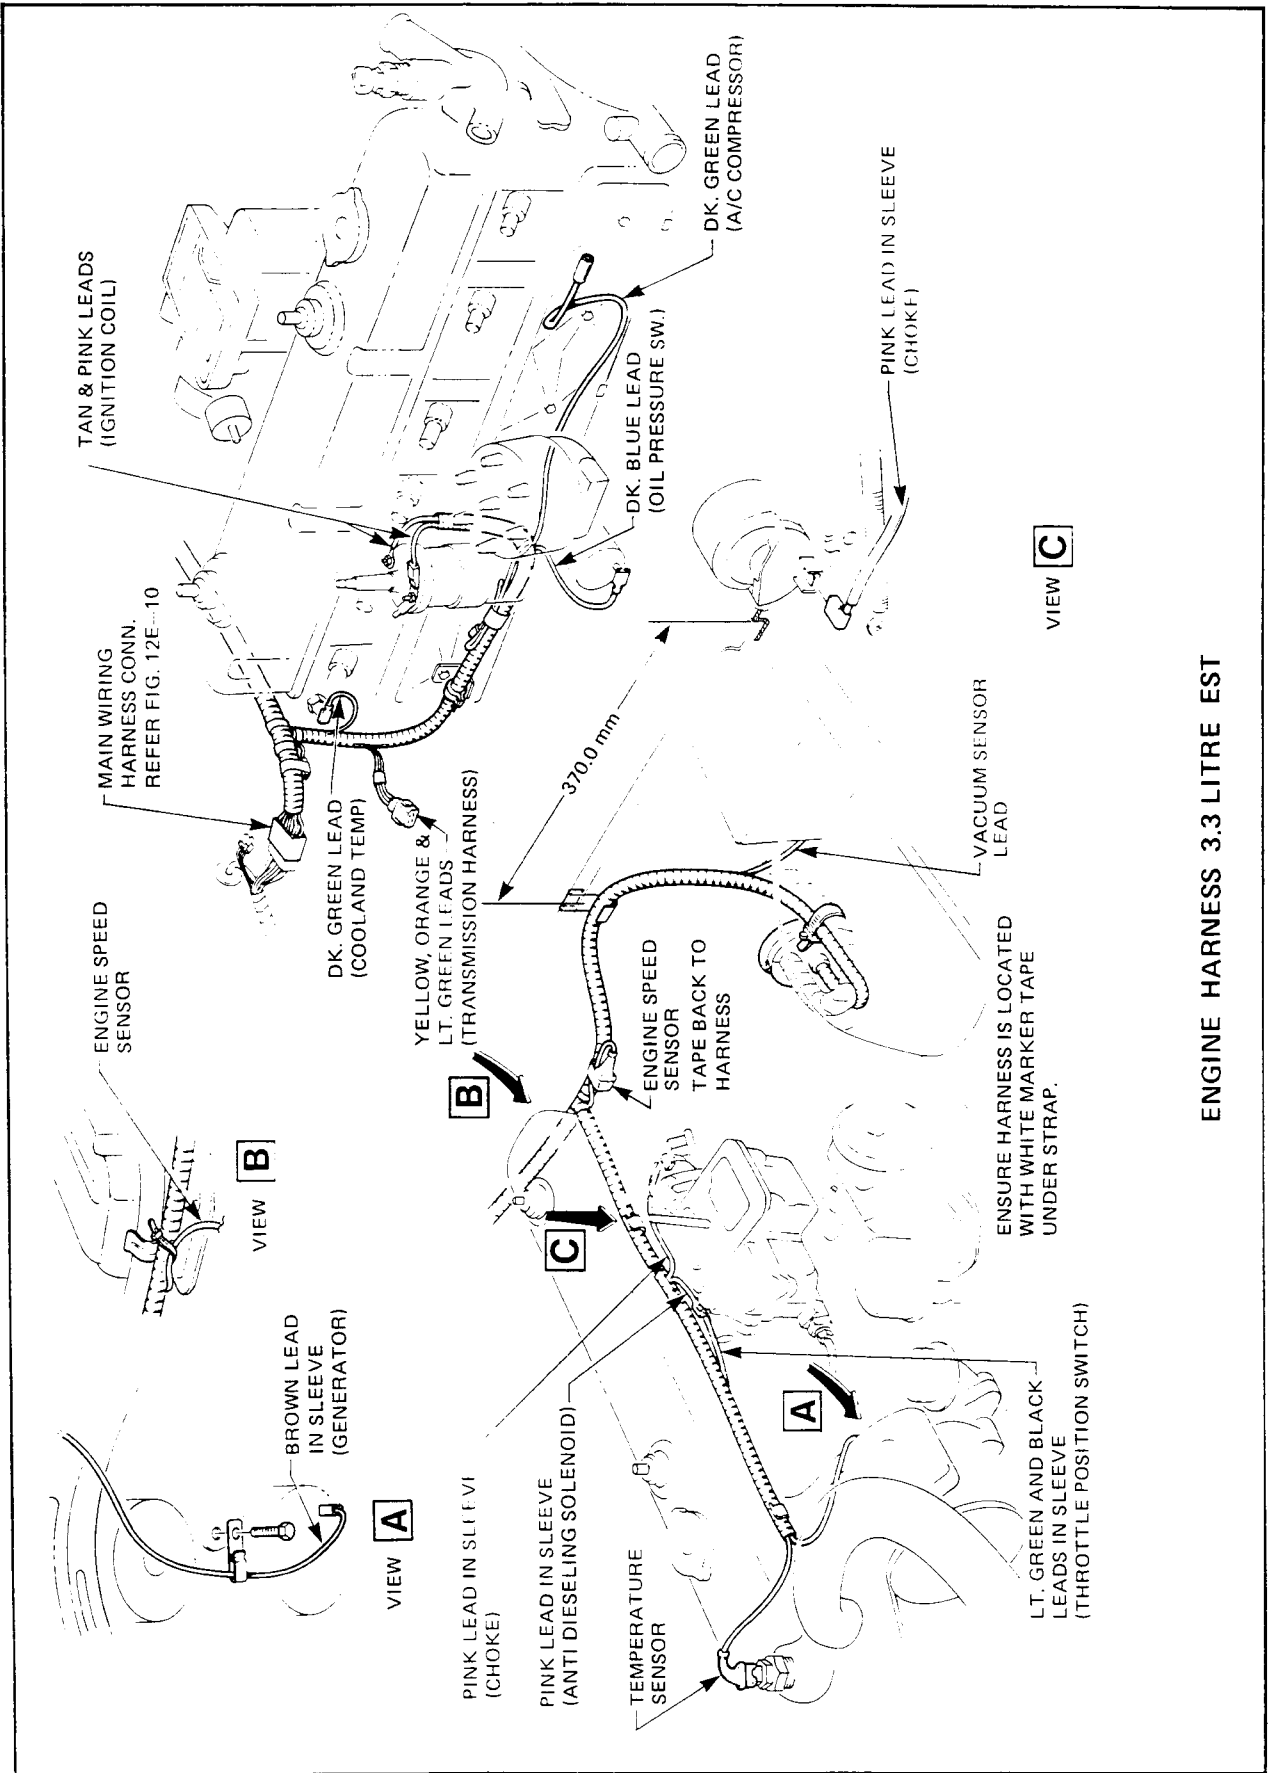 BROWN LEAD
IN SLEEVE
(GENERATOR)
VIEW A
ENGINE SPEED
SENSOR
VIEW B
MAIN WIRING
HARNESS CONN.
REFER FIG. 12E-10
TAN & PINK LEADS
(IGNITION COIL)
DK. GREEN LEAD
(COOLAND TEMP)
YELLOW, ORANGE &
LT. GREEN LEADS
(TRANSMISSION HARNESS)
DK. BLUE LEAD
(OIL PRESSURE SW.)
DK. GREEN LEAD
(A/C COMPRESSOR)
PINK LEAD IN SLEEVE
(CHOKE)
PINK LEAD IN SLEEVE
(ANTI DIESELING SOLENOID)
TEMPERATURE
SENSOR
B
C
A
370.0 mm
ENGINE SPEED
SENSOR
TAPE BACK TO
HARNESS
PINK LEAD IN SLEEVE
(CHOKE)
VIEW C
VACUUM SENSOR
LEAD
ENSURE HARNESS IS LOCATED
WITH WHITE MARKER TAPE
UNDER STRAP.
LT. GREEN AND BLACK
LEADS IN SLEEVE
(THROTTLE POSITION SWITCH)
ENGINE HARNESS 3.3 LITRE EST